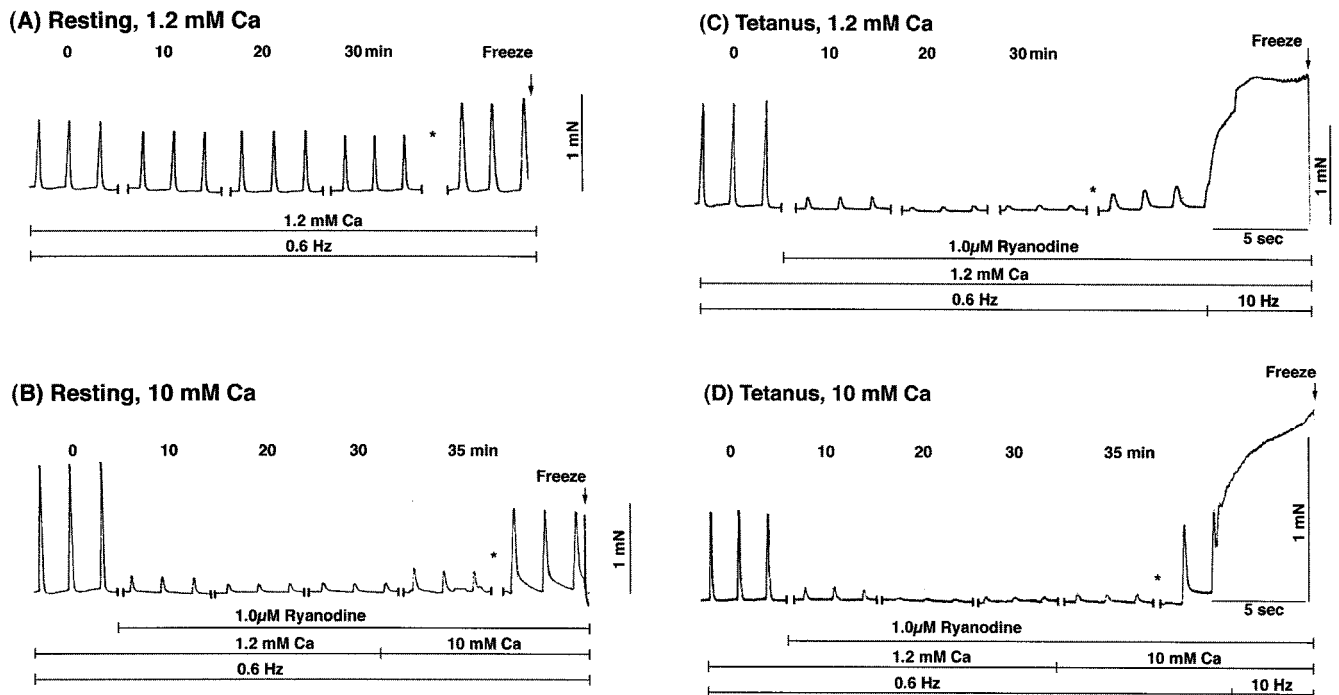 (A) Resting, 1.2 mM Ca
0 10 20 30 min
Freeze
*
1 mN
1.2 mM Ca
0.6 Hz
(C) Tetanus, 1.2 mM Ca
0 10 20 30 min
Freeze
*
1 mN
5 sec
1.0µM Ryanodine
1.2 mM Ca
0.6 Hz 10 Hz
(B) Resting, 10 mM Ca
0 10 20 30 35 min
Freeze
*
1 mN
1.0µM Ryanodine
1.2 mM Ca 10 mM Ca
0.6 Hz
(D) Tetanus, 10 mM Ca
0 10 20 30 35 min
Freeze
*
1 mN
5 sec
1.0µM Ryanodine
1.2 mM Ca 10 mM Ca
0.6 Hz 10 Hz